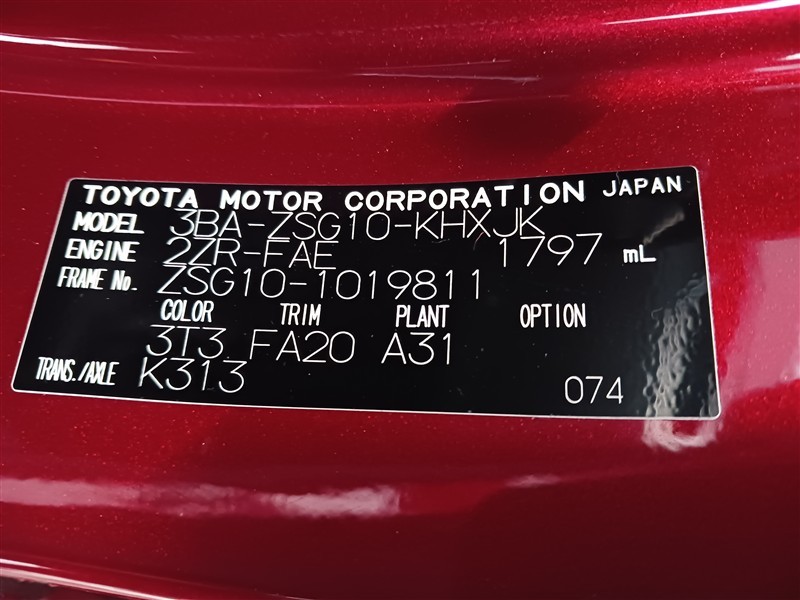 TOYOTA MOTOR CORPORATION JAPAN
MODEL 3BA-ZSG10-KHXJK
ENGINE 2ZR-FAE 1797 mL
FRAME No. ZSG10-1019811
COLOR TRIM PLANT OPTION
3T3 FA20 A31
TRANS./AXLE K313 074